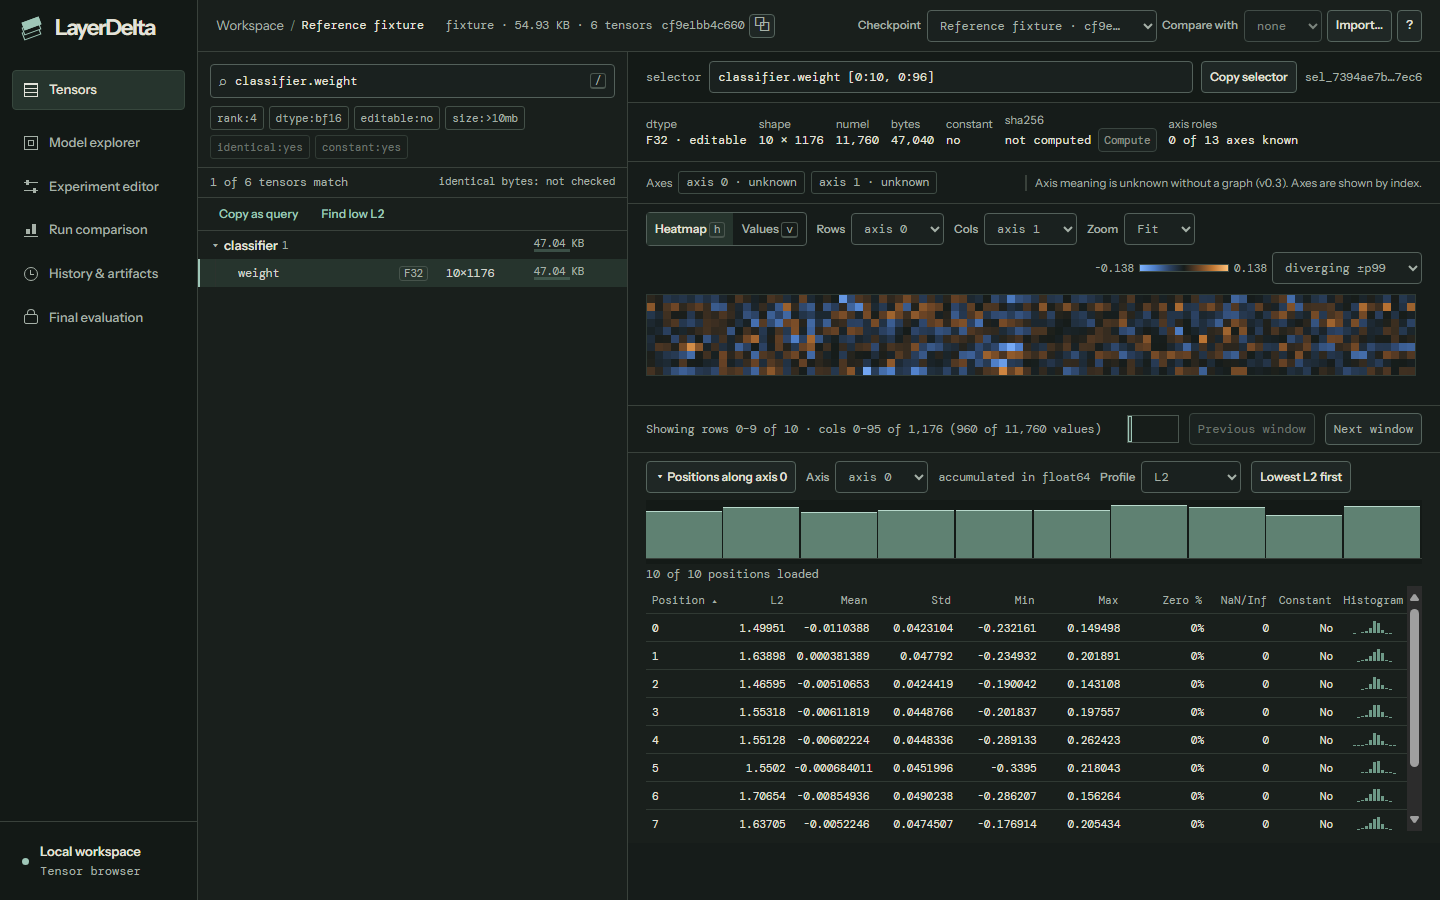 LayerDelta
Workspace / Reference fixture fixture · 54.93 KB · 6 tensors cf9e1bb4c660
Checkpoint Reference fixture · cf9e… Compare with none Import… ?
Tensors
Model explorer
Experiment editor
Run comparison
History & artifacts
Final evaluation
Local workspace
Tensor browser
classifier.weight /
rank:4 dtype:bf16 editable:no size:>10mb
identical:yes constant:yes
1 of 6 tensors match identical bytes: not checked
Copy as query Find low L2
classifier 1 47.04 KB
weight F32 10×1176 47.04 KB
selector classifier.weight [0:10, 0:96] Copy selector sel_7394ae7b…7ec6
dtype shape numel bytes constant sha256 axis roles
F32 · editable 10 × 1176 11,760 47,040 no not computed Compute 0 of 13 axes known
Axes axis 0 · unknown axis 1 · unknown Axis meaning is unknown without a graph (v0.3). Axes are shown by index.
Heatmap h Values v Rows axis 0 Cols axis 1 Zoom Fit
-0.138 0.138 diverging ±p99
Showing rows 0–9 of 10 · cols 0–95 of 1,176 (960 of 11,760 values) Previous window Next window
Positions along axis 0 Axis axis 0 accumulated in float64 Profile L2 Lowest L2 first
10 of 10 positions loaded
Position L2 Mean Std Min Max Zero % NaN/Inf Constant Histogram
0 1.49951 -0.0110388 0.0423104 -0.232161 0.149498 0% 0 No
1 1.63898 0.000381389 0.047792 -0.234932 0.201891 0% 0 No
2 1.46595 -0.00510653 0.0424419 -0.190042 0.143108 0% 0 No
3 1.55318 -0.00611819 0.0448766 -0.201837 0.197557 0% 0 No
4 1.55128 -0.00602224 0.0448336 -0.289133 0.262423 0% 0 No
5 1.5502 -0.000684011 0.0451996 -0.3395 0.218043 0% 0 No
6 1.70654 -0.00854936 0.0490238 -0.286207 0.156264 0% 0 No
7 1.63705 -0.0052246 0.0474507 -0.176914 0.205434 0% 0 No